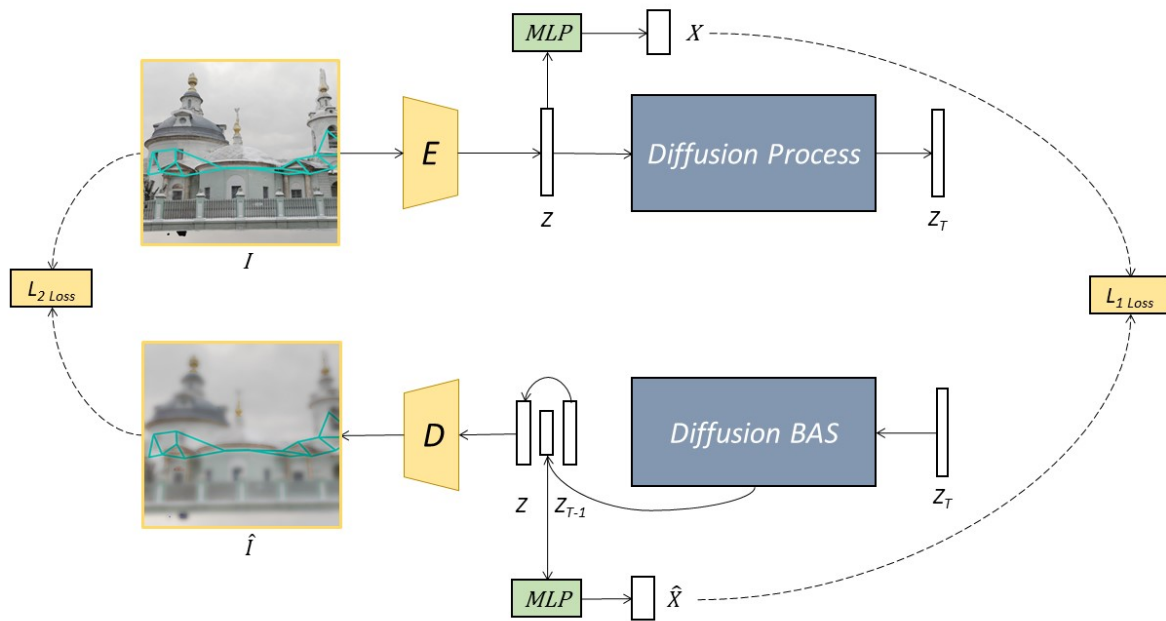 MLP
X
E
Diffusion Process
Z
Z_T
I
L_2 Loss
L_1 Loss
D
Diffusion BAS
Z
Z_{T-1}
Z_T
Î
MLP
X̂